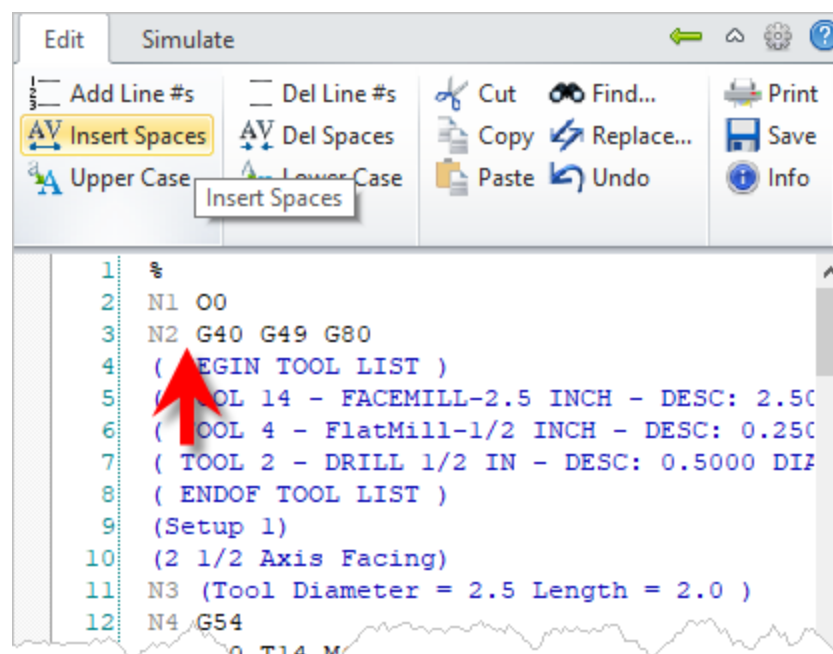 Edit Simulate
Add Line #s Del Line #s Cut Find... Print
Insert Spaces Del Spaces Copy Replace... Save
Upper Case Lower Case Paste Undo Info
Insert Spaces
1 %
2 N1 O0
3 N2 G40 G49 G80
4 ( EGIN TOOL LIST )
5 ( OOL 14 - FACEMILL-2.5 INCH - DESC: 2.50
6 ( TOOL 4 - FlatMill-1/2 INCH - DESC: 0.250
7 ( TOOL 2 - DRILL 1/2 IN - DESC: 0.5000 DIA
8 ( ENDOF TOOL LIST )
9 (Setup 1)
10 (2 1/2 Axis Facing)
11 N3 (Tool Diameter = 2.5 Length = 2.0 )
12 N4 G54
T14